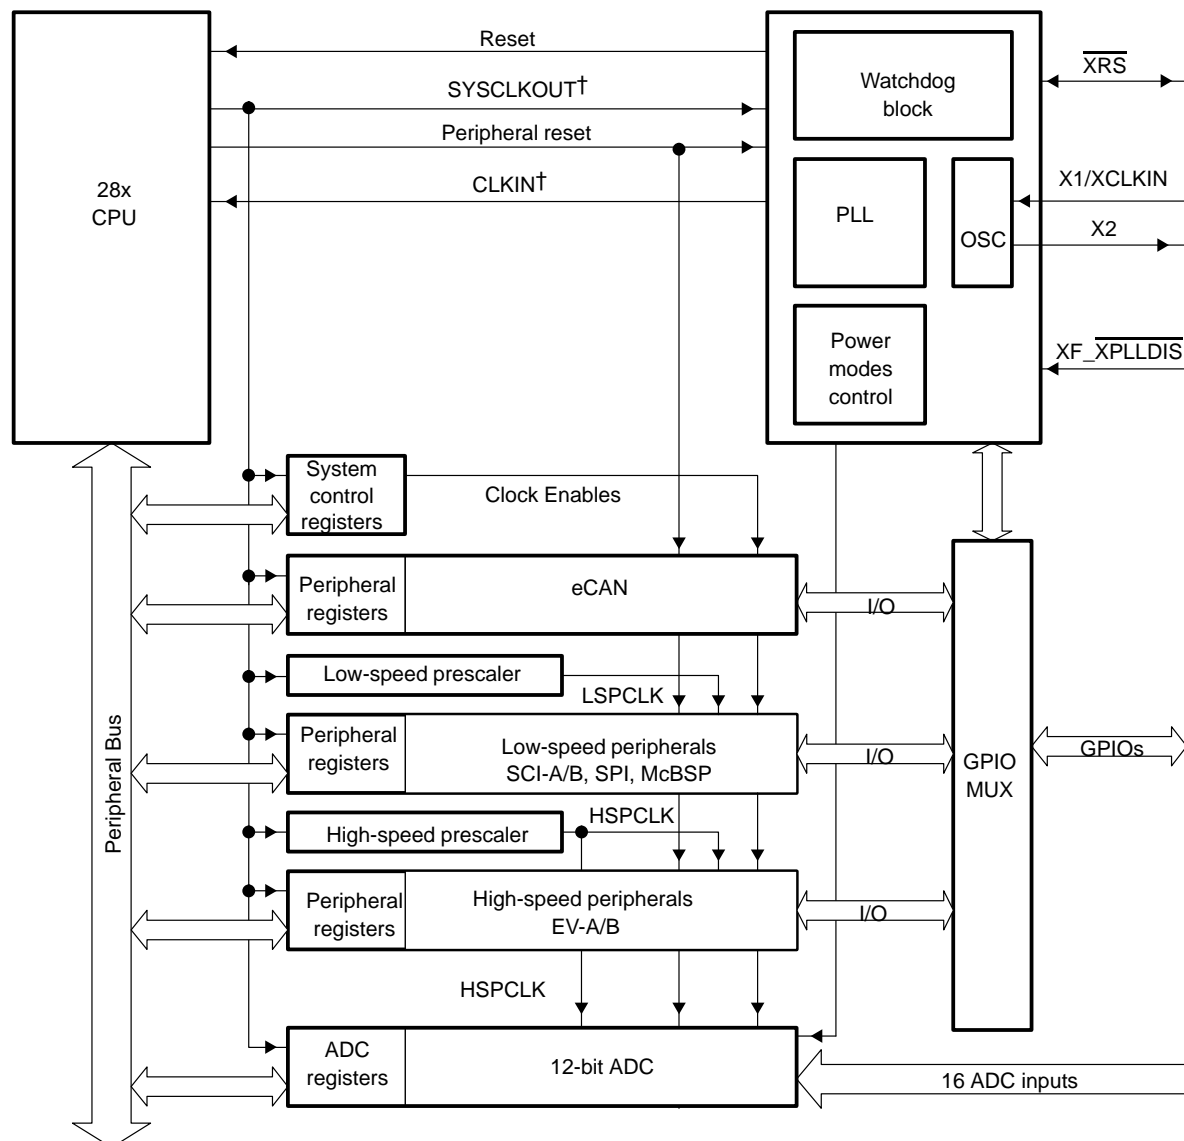 Reset
SYSCLKOUT†
Peripheral reset
CLKIN†
28x
CPU
Watchdog
block
PLL
OSC
Power
modes
control
XRS
X1/XCLKIN
X2
XF_XPLLDIS
System
control
registers
Clock Enables
Peripheral
registers
eCAN
I/O
Low-speed prescaler
LSPCLK
Peripheral
registers
Low-speed peripherals
SCI-A/B, SPI, McBSP
I/O
High-speed prescaler
HSPCLK
Peripheral
registers
High-speed peripherals
EV-A/B
I/O
HSPCLK
ADC
registers
12-bit ADC
16 ADC inputs
GPIO
MUX
GPIOs
Peripheral Bus